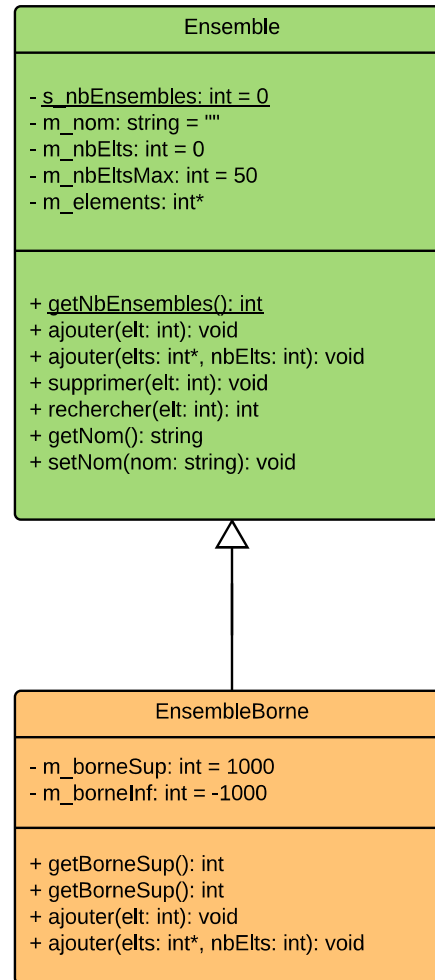 Ensemble
- s_nbEnsembles: int = 0
- m_nom: string = ""
- m_nbElts: int = 0
- m_nbEltsMax: int = 50
- m_elements: int*
+ getNbEnsembles(): int
+ ajouter(elt: int): void
+ ajouter(elts: int*, nbElts: int): void
+ supprimer(elt: int): void
+ rechercher(elt: int): int
+ getNom(): string
+ setNom(nom: string): void
EnsembleBorne
- m_borneSup: int = 1000
- m_borneInf: int = -1000
+ getBorneSup(): int
+ getBorneSup(): int
+ ajouter(elt: int): void
+ ajouter(elts: int*, nbElts: int): void